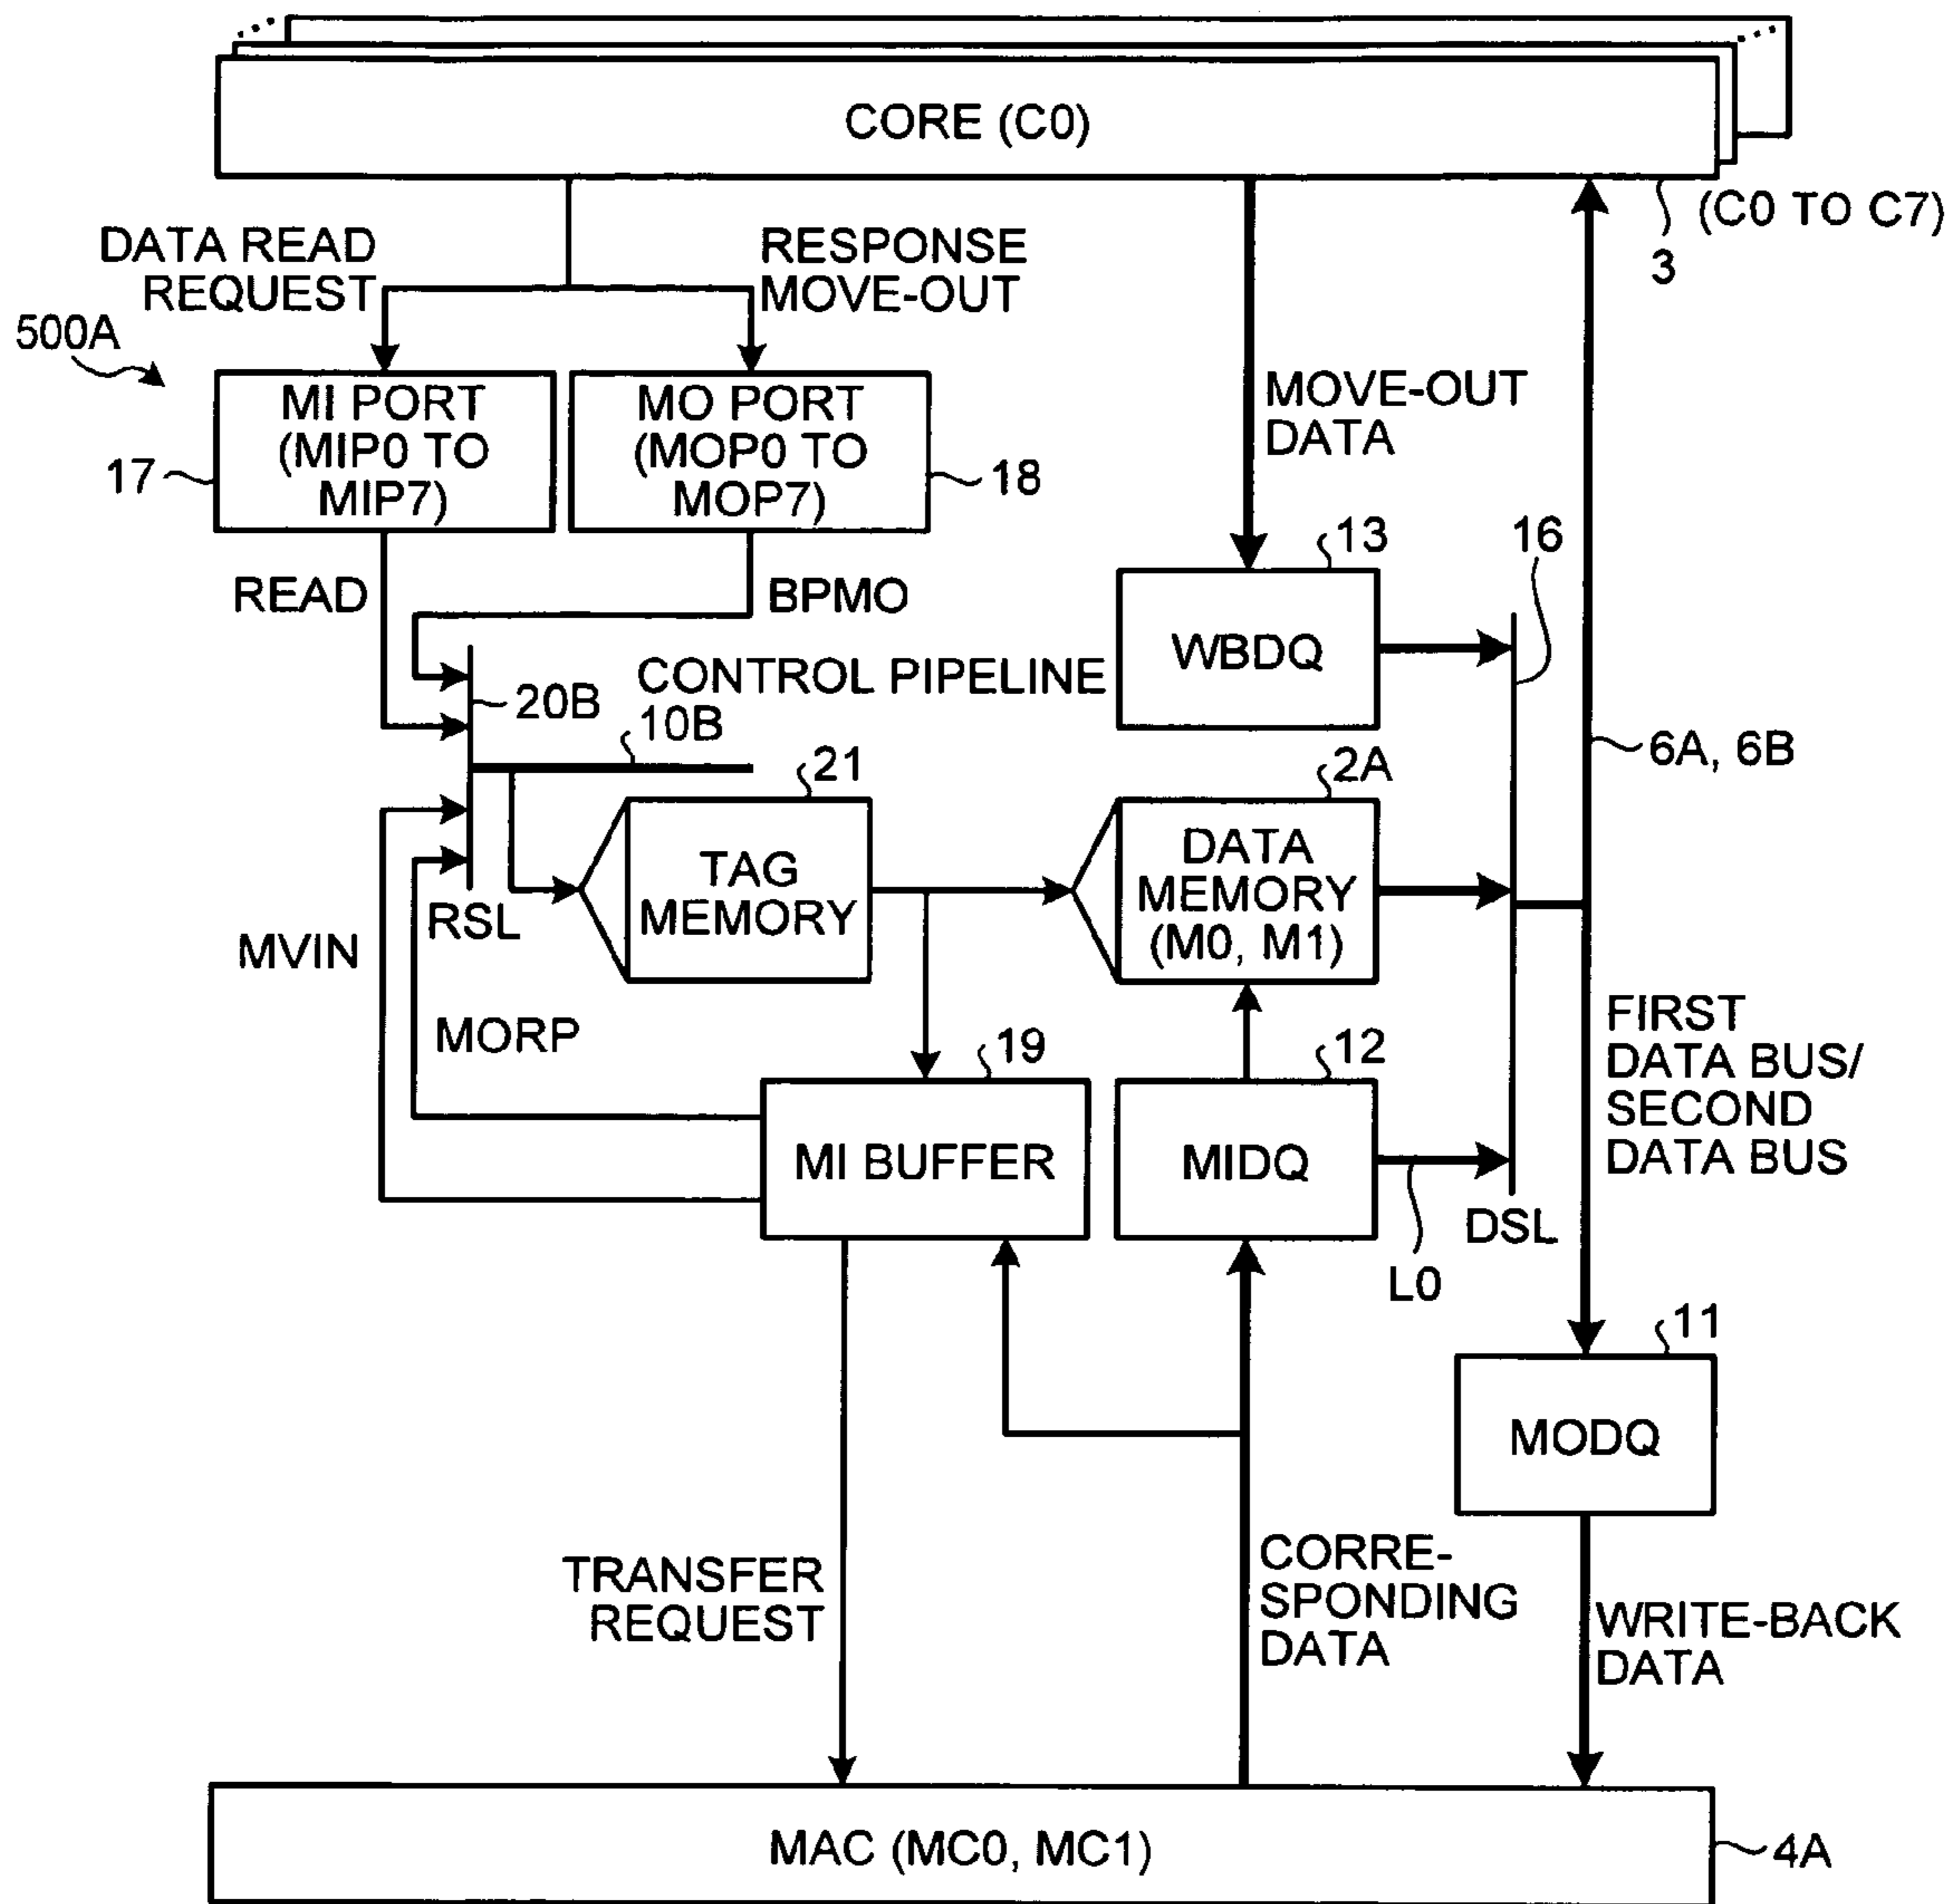 CORE (C0)
(C0 TO C7)
3
DATA READ
REQUEST
RESPONSE
MOVE-OUT
500A
MI PORT
(MIP0 TO
MIP7)
17
MO PORT
(MOP0 TO
MOP7)
18
MOVE-OUT
DATA
READ
BPMO
13
WBDQ
16
CONTROL PIPELINE
10B
20B
6A, 6B
21
TAG
MEMORY
2A
DATA
MEMORY
(M0, M1)
RSL
MVIN
MORP
19
MI BUFFER
12
MIDQ
FIRST
DATA BUS/
SECOND
DATA BUS
DSL
L0
11
MODQ
TRANSFER
REQUEST
CORRE-
SPONDING
DATA
WRITE-BACK
DATA
MAC (MC0, MC1)
4A